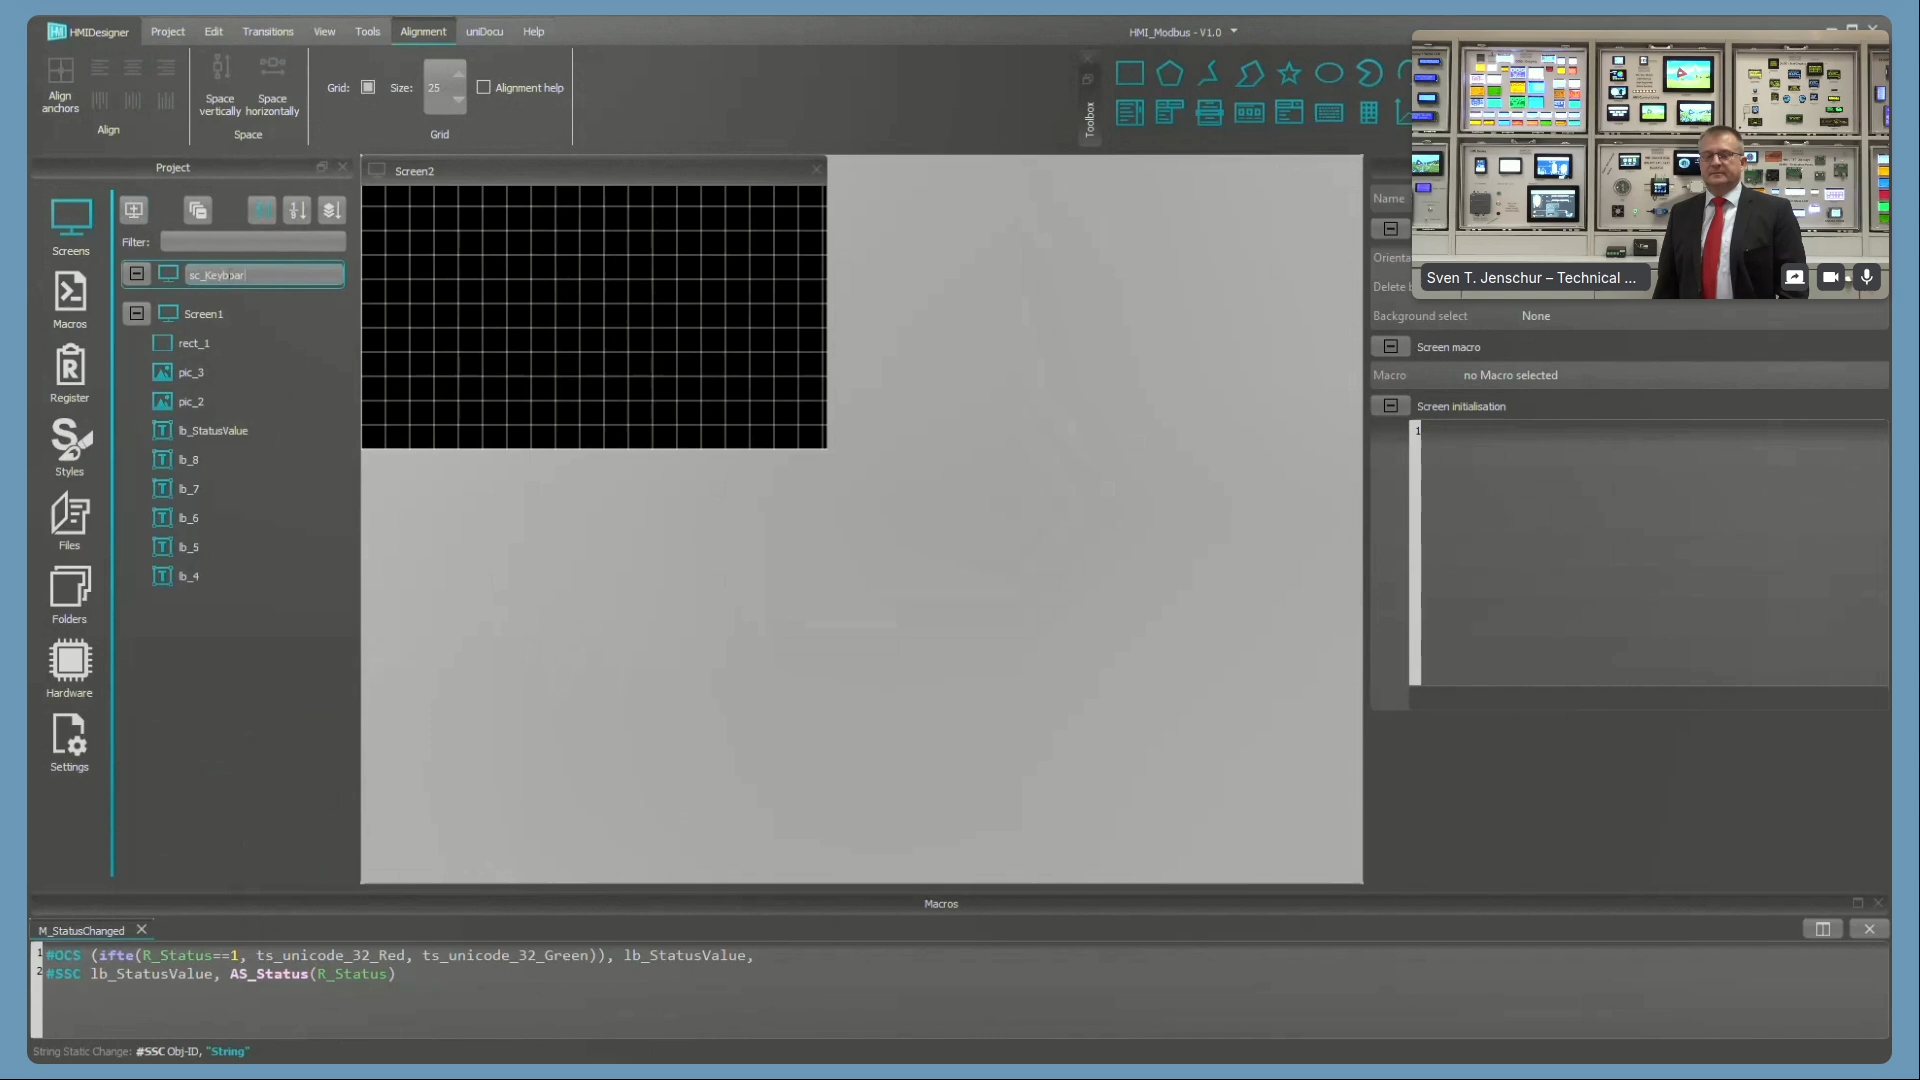 HMIDesigner
Project
Edit
Transitions
View
Tools
Alignment
uniDocu
Help
HMI_Modbus - V1.0
Align anchors
Align
Space vertically
Space horizontally
Space
Grid:
Size:
25
Alignment help
Grid
Toolbox
Project
Screens
Macros
Register
Styles
Files
Folders
Hardware
Settings
Filter:
sc_Keyboar
Screen1
rect_1
pic_3
pic_2
lb_StatusValue
lb_8
lb_7
lb_6
lb_5
lb_4
Screen2
Name
Orienta
Delete b
Background select
None
Screen macro
Macro
no Macro selected
Screen initialisation
1
Sven T. Jenschur – Technical ...
Macros
M_StatusChanged
1 #OCS (ifte(R_Status==1, ts_unicode_32_Red, ts_unicode_32_Green)), lb_StatusValue,
2 #SSC lb_StatusValue, AS_Status(R_Status)
String Static Change: #SSC Obj-ID, "String"